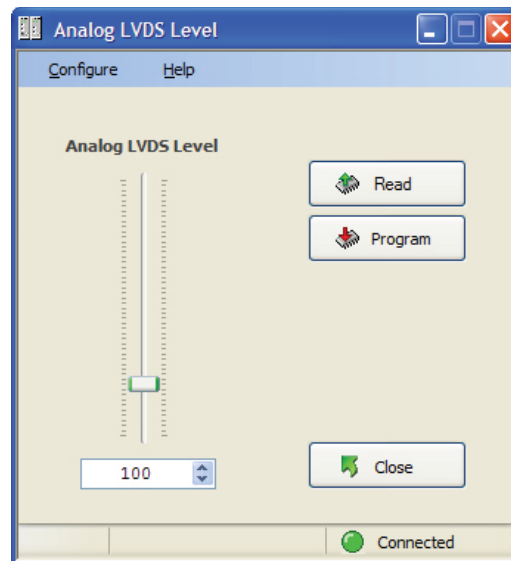 Analog LVDS Level
Configure Help
Analog LVDS Level
Read
Program
100
Close
Connected